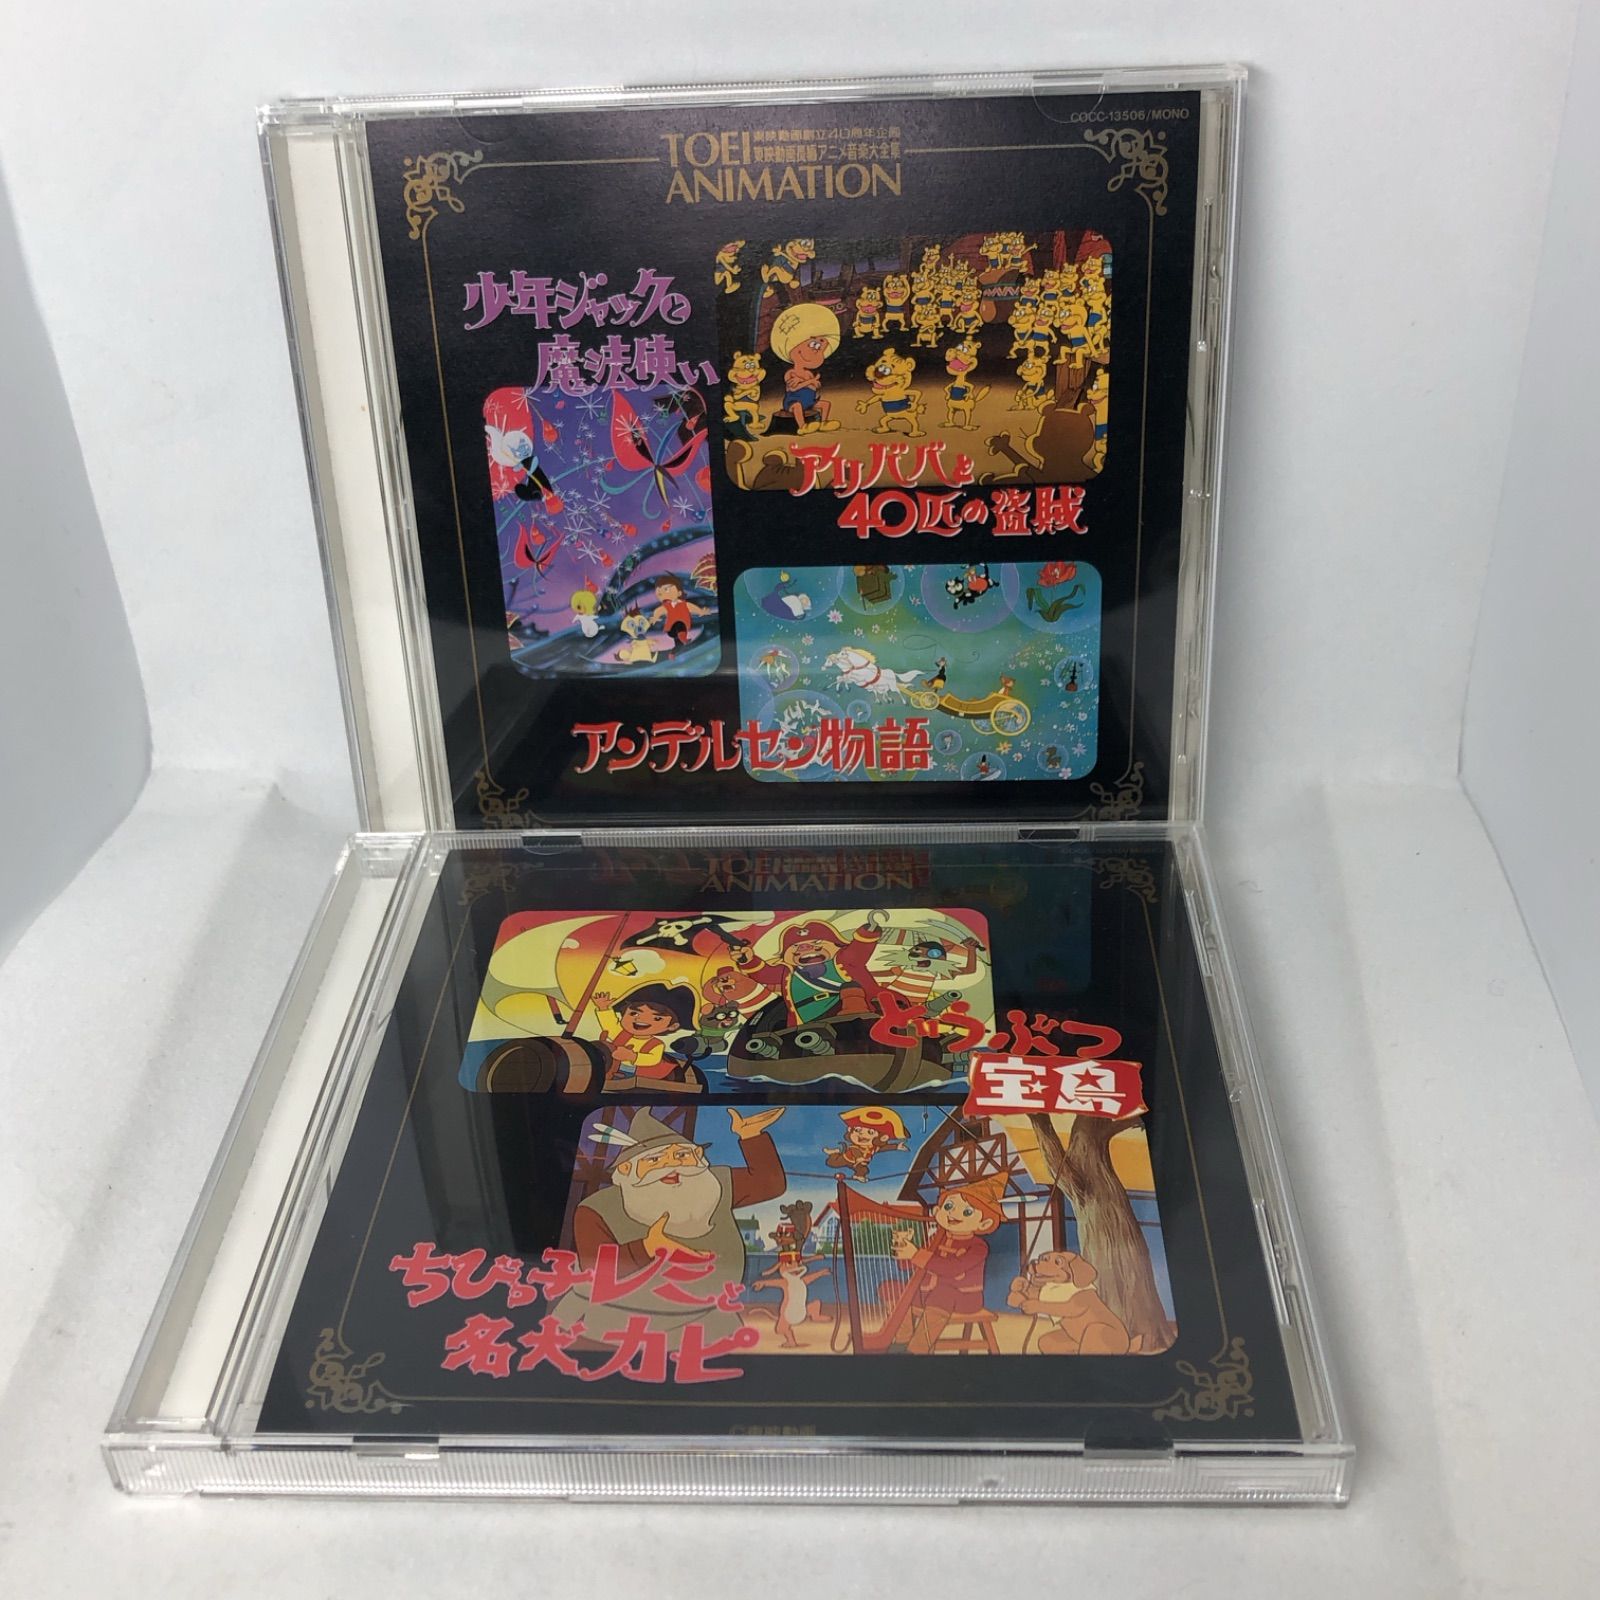 COCC-13506/MONO
東映動画創立40周年企画
東映動画長編アニメ音楽大全集
TOEI
ANIMATION
少年ジャックと
魔法使い
アリババと
40匹の盗賊
アンデルセン物語
TOEI
ANIMATION
どうぶつ
宝島
ちびっ子レミと
名犬カピ